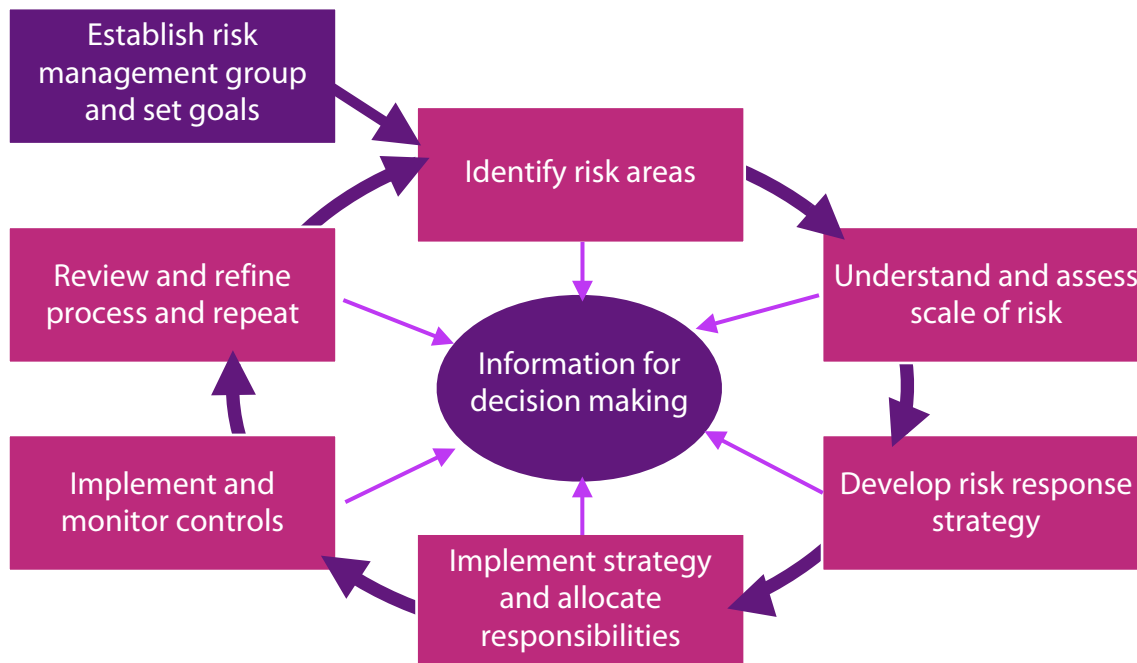 Establish risk
management group
and set goals
Identify risk areas
Understand and assess
scale of risk
Develop risk response
strategy
Implement strategy
and allocate
responsibilities
Implement and
monitor controls
Review and refine
process and repeat
Information for
decision making